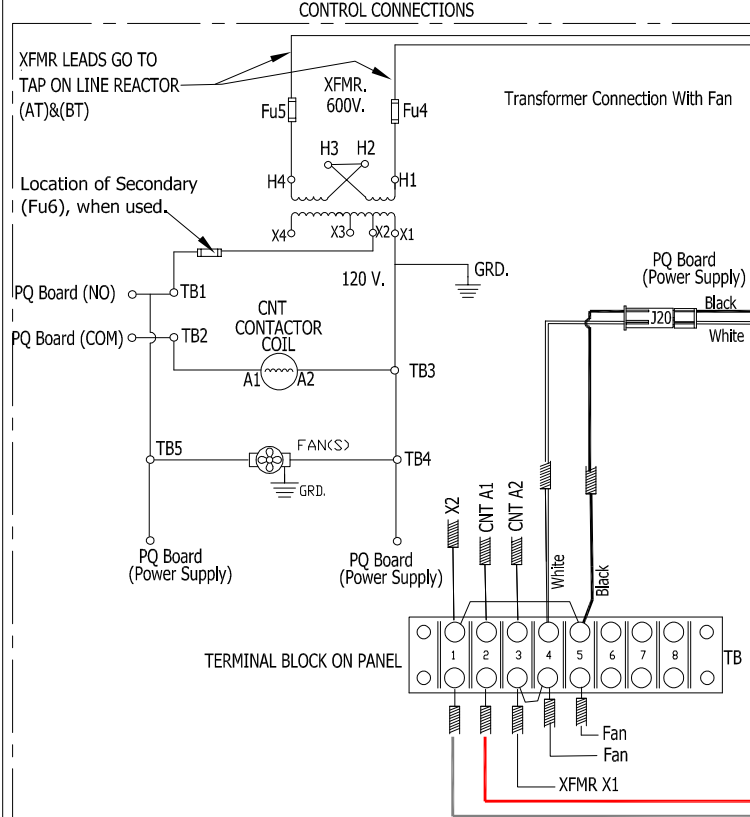 CONTROL CONNECTIONS
XFMR LEADS GO TO
TAP ON LINE REACTOR
(AT)&(BT)
XFMR.
600V.
Fu5
Fu4
Transformer Connection With Fan
H3 H2
H4
H1
Location of Secondary
(Fu6), when used.
X4
X3
X2
X1
120 V.
GRD.
PQ Board
(Power Supply)
PQ Board (NO)
TB1
J20
Black
White
CNT
CONTACTOR
COIL
PQ Board (COM)
TB2
A1
A2
TB3
TB5
FAN(S)
TB4
GRD.
X2
CNT A1
CNT A2
PQ Board
(Power Supply)
PQ Board
(Power Supply)
White
Black
TERMINAL BLOCK ON PANEL
1 2 3 4 5 6 7 8
TB
Fan
Fan
XFMR X1